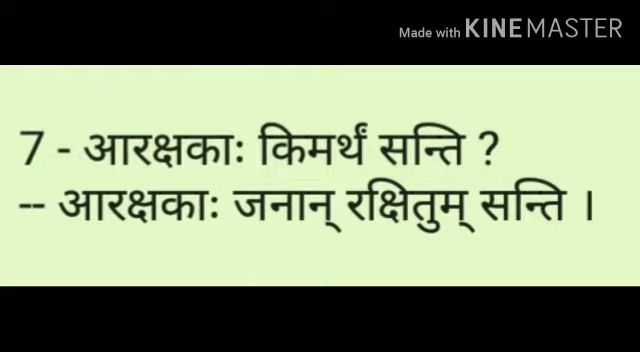 Made with KINEMASTER
7 - आरक्षकाः किमर्थं सन्ति ?
-- आरक्षकाः जनान् रक्षितुम् सन्ति ।